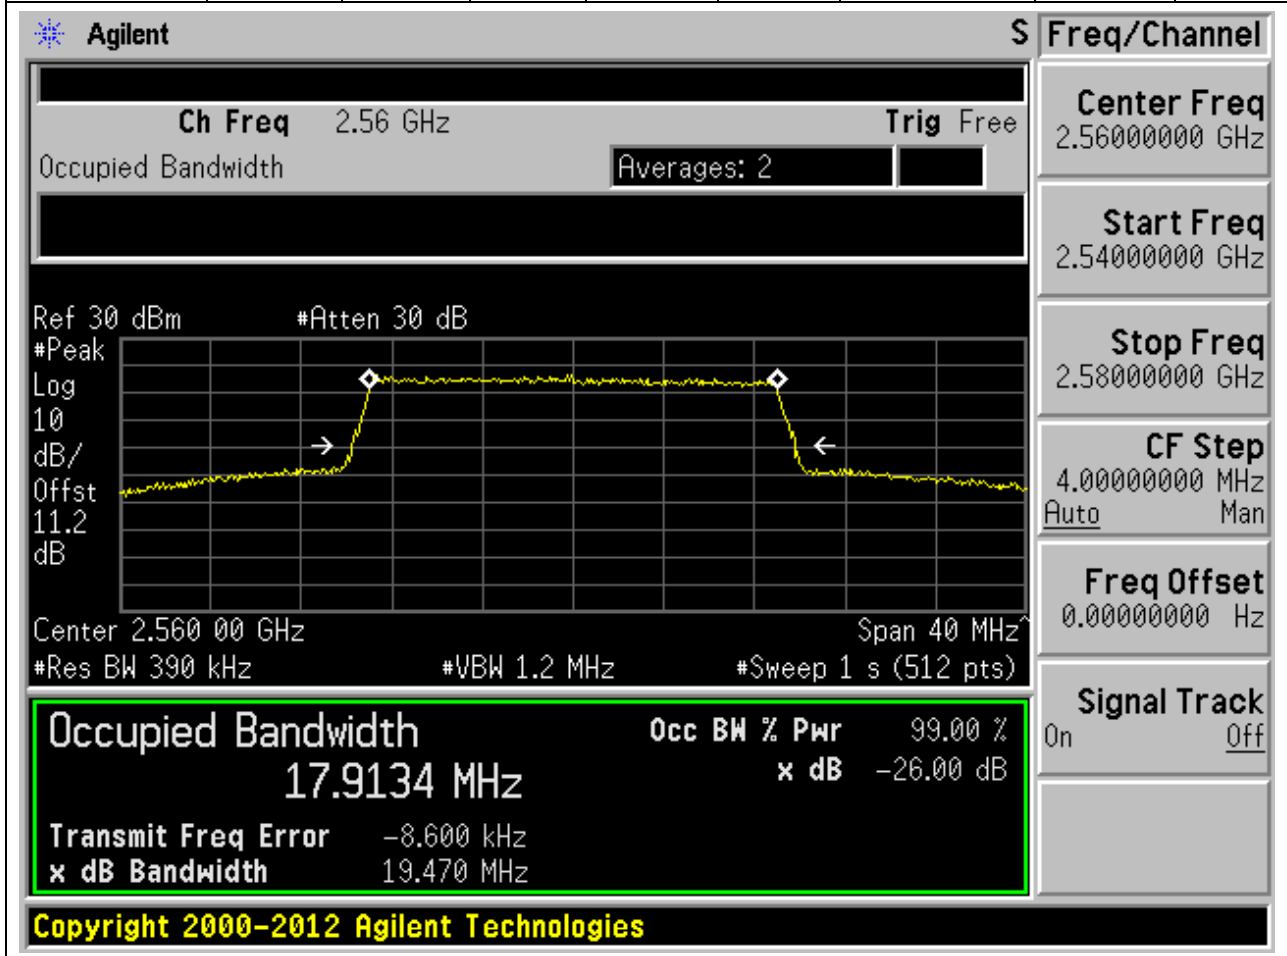 Agilent S Freq/Channel
Ch Freq 2.56 GHz Trig Free
Occupied Bandwidth Averages: 2
Ref 30 dBm #Atten 30 dB
#Peak
Log
10
dB/
Offst
11.2
dB
Center 2.560 00 GHz Span 40 MHz^
#Res BW 390 kHz #VBW 1.2 MHz #Sweep 1 s (512 pts)
Occupied Bandwidth
17.9134 MHz
Occ BW % Pwr 99.00 %
x dB -26.00 dB
Transmit Freq Error -8.600 kHz
x dB Bandwidth 19.470 MHz
Copyright 2000-2012 Agilent Technologies
Center Freq
2.56000000 GHz
Start Freq
2.54000000 GHz
Stop Freq
2.58000000 GHz
CF Step
4.00000000 MHz
Auto Man
Freq Offset
0.00000000 Hz
Signal Track
On Off